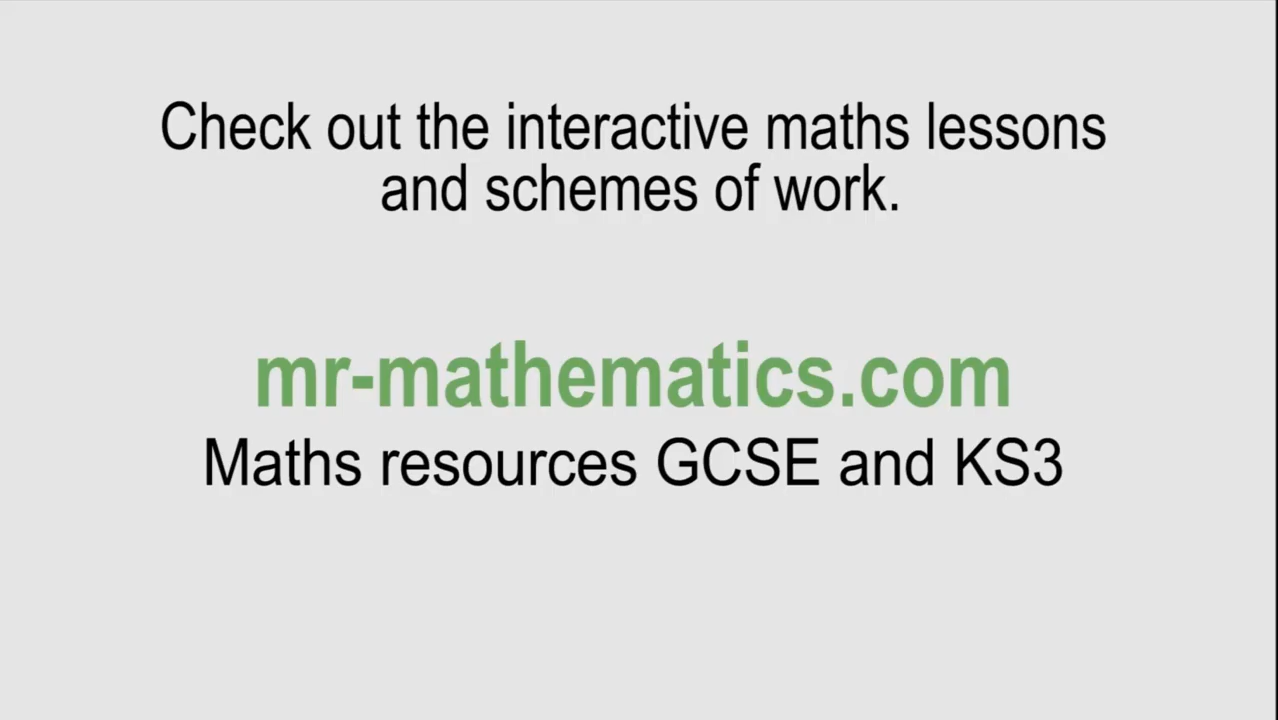 Check out the interactive maths lessons
and schemes of work.
mr-mathematics.com
Maths resources GCSE and KS3